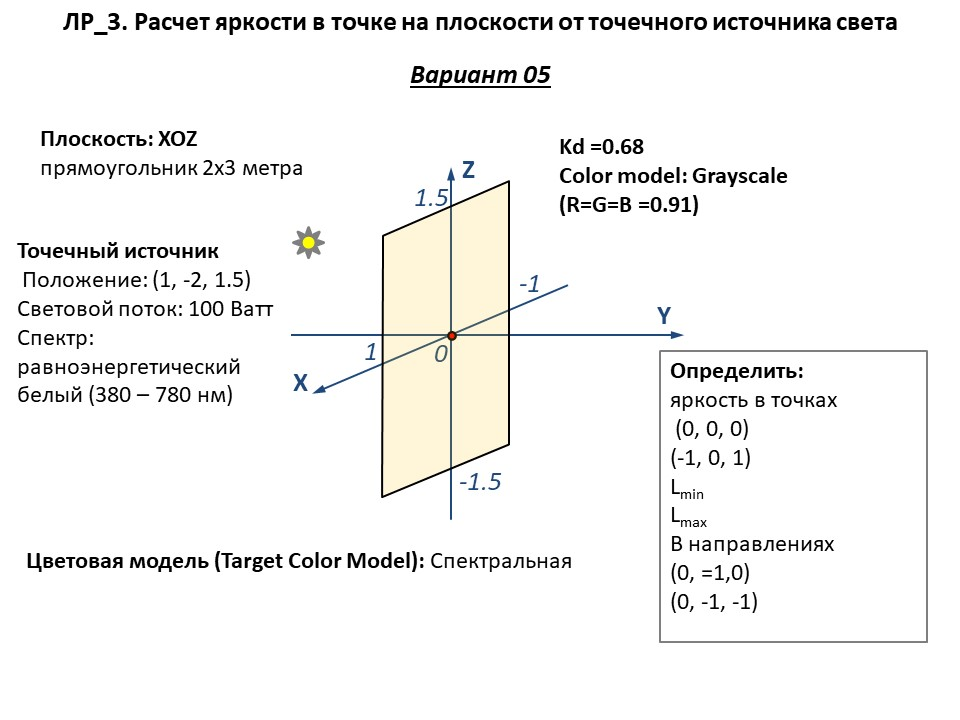 ЛР_3. Расчет яркости в точке на плоскости от точечного источника света
Вариант 05
Плоскость: XOZ
прямоугольник 2х3 метра
Kd =0.68
Color model: Grayscale
(R=G=B =0.91)
Z
1.5
Точечный источник
Положение: (1, -2, 1.5)
Световой поток: 100 Ватт
Спектр:
равноэнергетический
белый (380 – 780 нм)
-1
Y
1
0
X
-1.5
Определить:
яркость в точках
(0, 0, 0)
(-1, 0, 1)
Lmin
Lmax
В направлениях
(0, =1,0)
(0, -1, -1)
Цветовая модель (Target Color Model): Спектральная